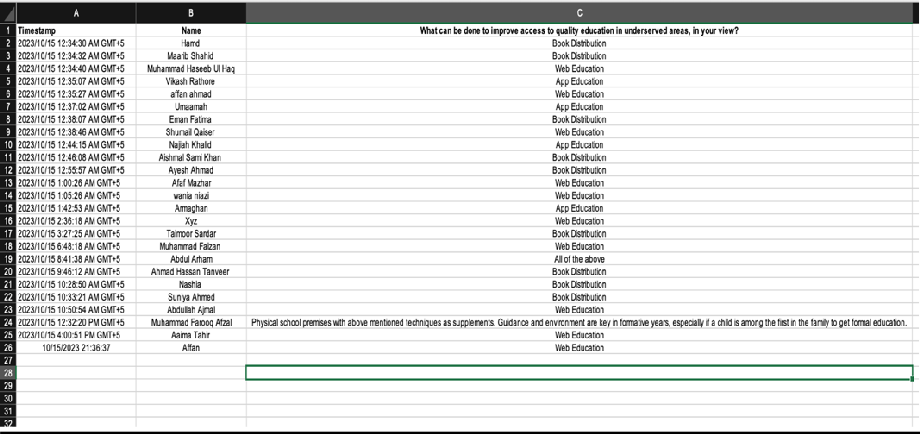 A B C
1 Timestamp Name What can be done to improve access to quality education in underserved areas, in your view?
2 2023/10/15 12:34:30 AM GMT+5 Hamd Book Distribution
3 2023/10/15 12:34:32 AM GMT+5 Maarib Shahid Book Distribution
4 2023/10/15 12:34:40 AM GMT+5 Muhammad Haseeb Ul Haq Web Education
5 2023/10/15 12:35:07 AM GMT+5 Vikash Rathore App Education
6 2023/10/15 12:35:27 AM GMT+5 affan ahmad Web Education
7 2023/10/15 12:37:02 AM GMT+5 Umaamah App Education
8 2023/10/15 12:38:07 AM GMT+5 Eman Fatima Book Distribution
9 2023/10/15 12:38:46 AM GMT+5 Shumail Qaiser Web Education
10 2023/10/15 12:44:15 AM GMT+5 Najiah Khalid App Education
11 2023/10/15 12:46:08 AM GMT+5 Aishmal Sami Khan Book Distribution
12 2023/10/15 12:55:57 AM GMT+5 Ayesh Ahmad Book Distribution
13 2023/10/15 1:00:26 AM GMT+5 Afaf Mazhar Web Education
14 2023/10/15 1:05:26 AM GMT+5 wania niazi Web Education
15 2023/10/15 1:42:53 AM GMT+5 Armaghan App Education
16 2023/10/15 2:36:18 AM GMT+5 Xyz Web Education
17 2023/10/15 3:27:25 AM GMT+5 Taimoor Sardar Book Distribution
18 2023/10/15 6:48:18 AM GMT+5 Muhammad Faizan Web Education
19 2023/10/15 8:41:38 AM GMT+5 Abdul Arham All of the above
20 2023/10/15 9:46:12 AM GMT+5 Ahmad Hassan Tanveer Book Distribution
21 2023/10/15 10:28:50 AM GMT+5 Nashia Book Distribution
22 2023/10/15 10:33:21 AM GMT+5 Suniya Ahmed Book Distribution
23 2023/10/15 10:50:54 AM GMT+5 Abdullah Ajmal Web Education
24 2023/10/15 12:32:20 PM GMT+5 Muhammad Farooq Afzal Physical school premises with above mentioned techniques as supplements. Guidance and environment are key in formative years, especially if a child is among the first in the family to get formal education.
25 2023/10/15 4:00:51 PM GMT+5 Aaima Tahir Web Education
26 10/15/2023 21:36:37 Affan Web Education
27
28
29
30
31
32